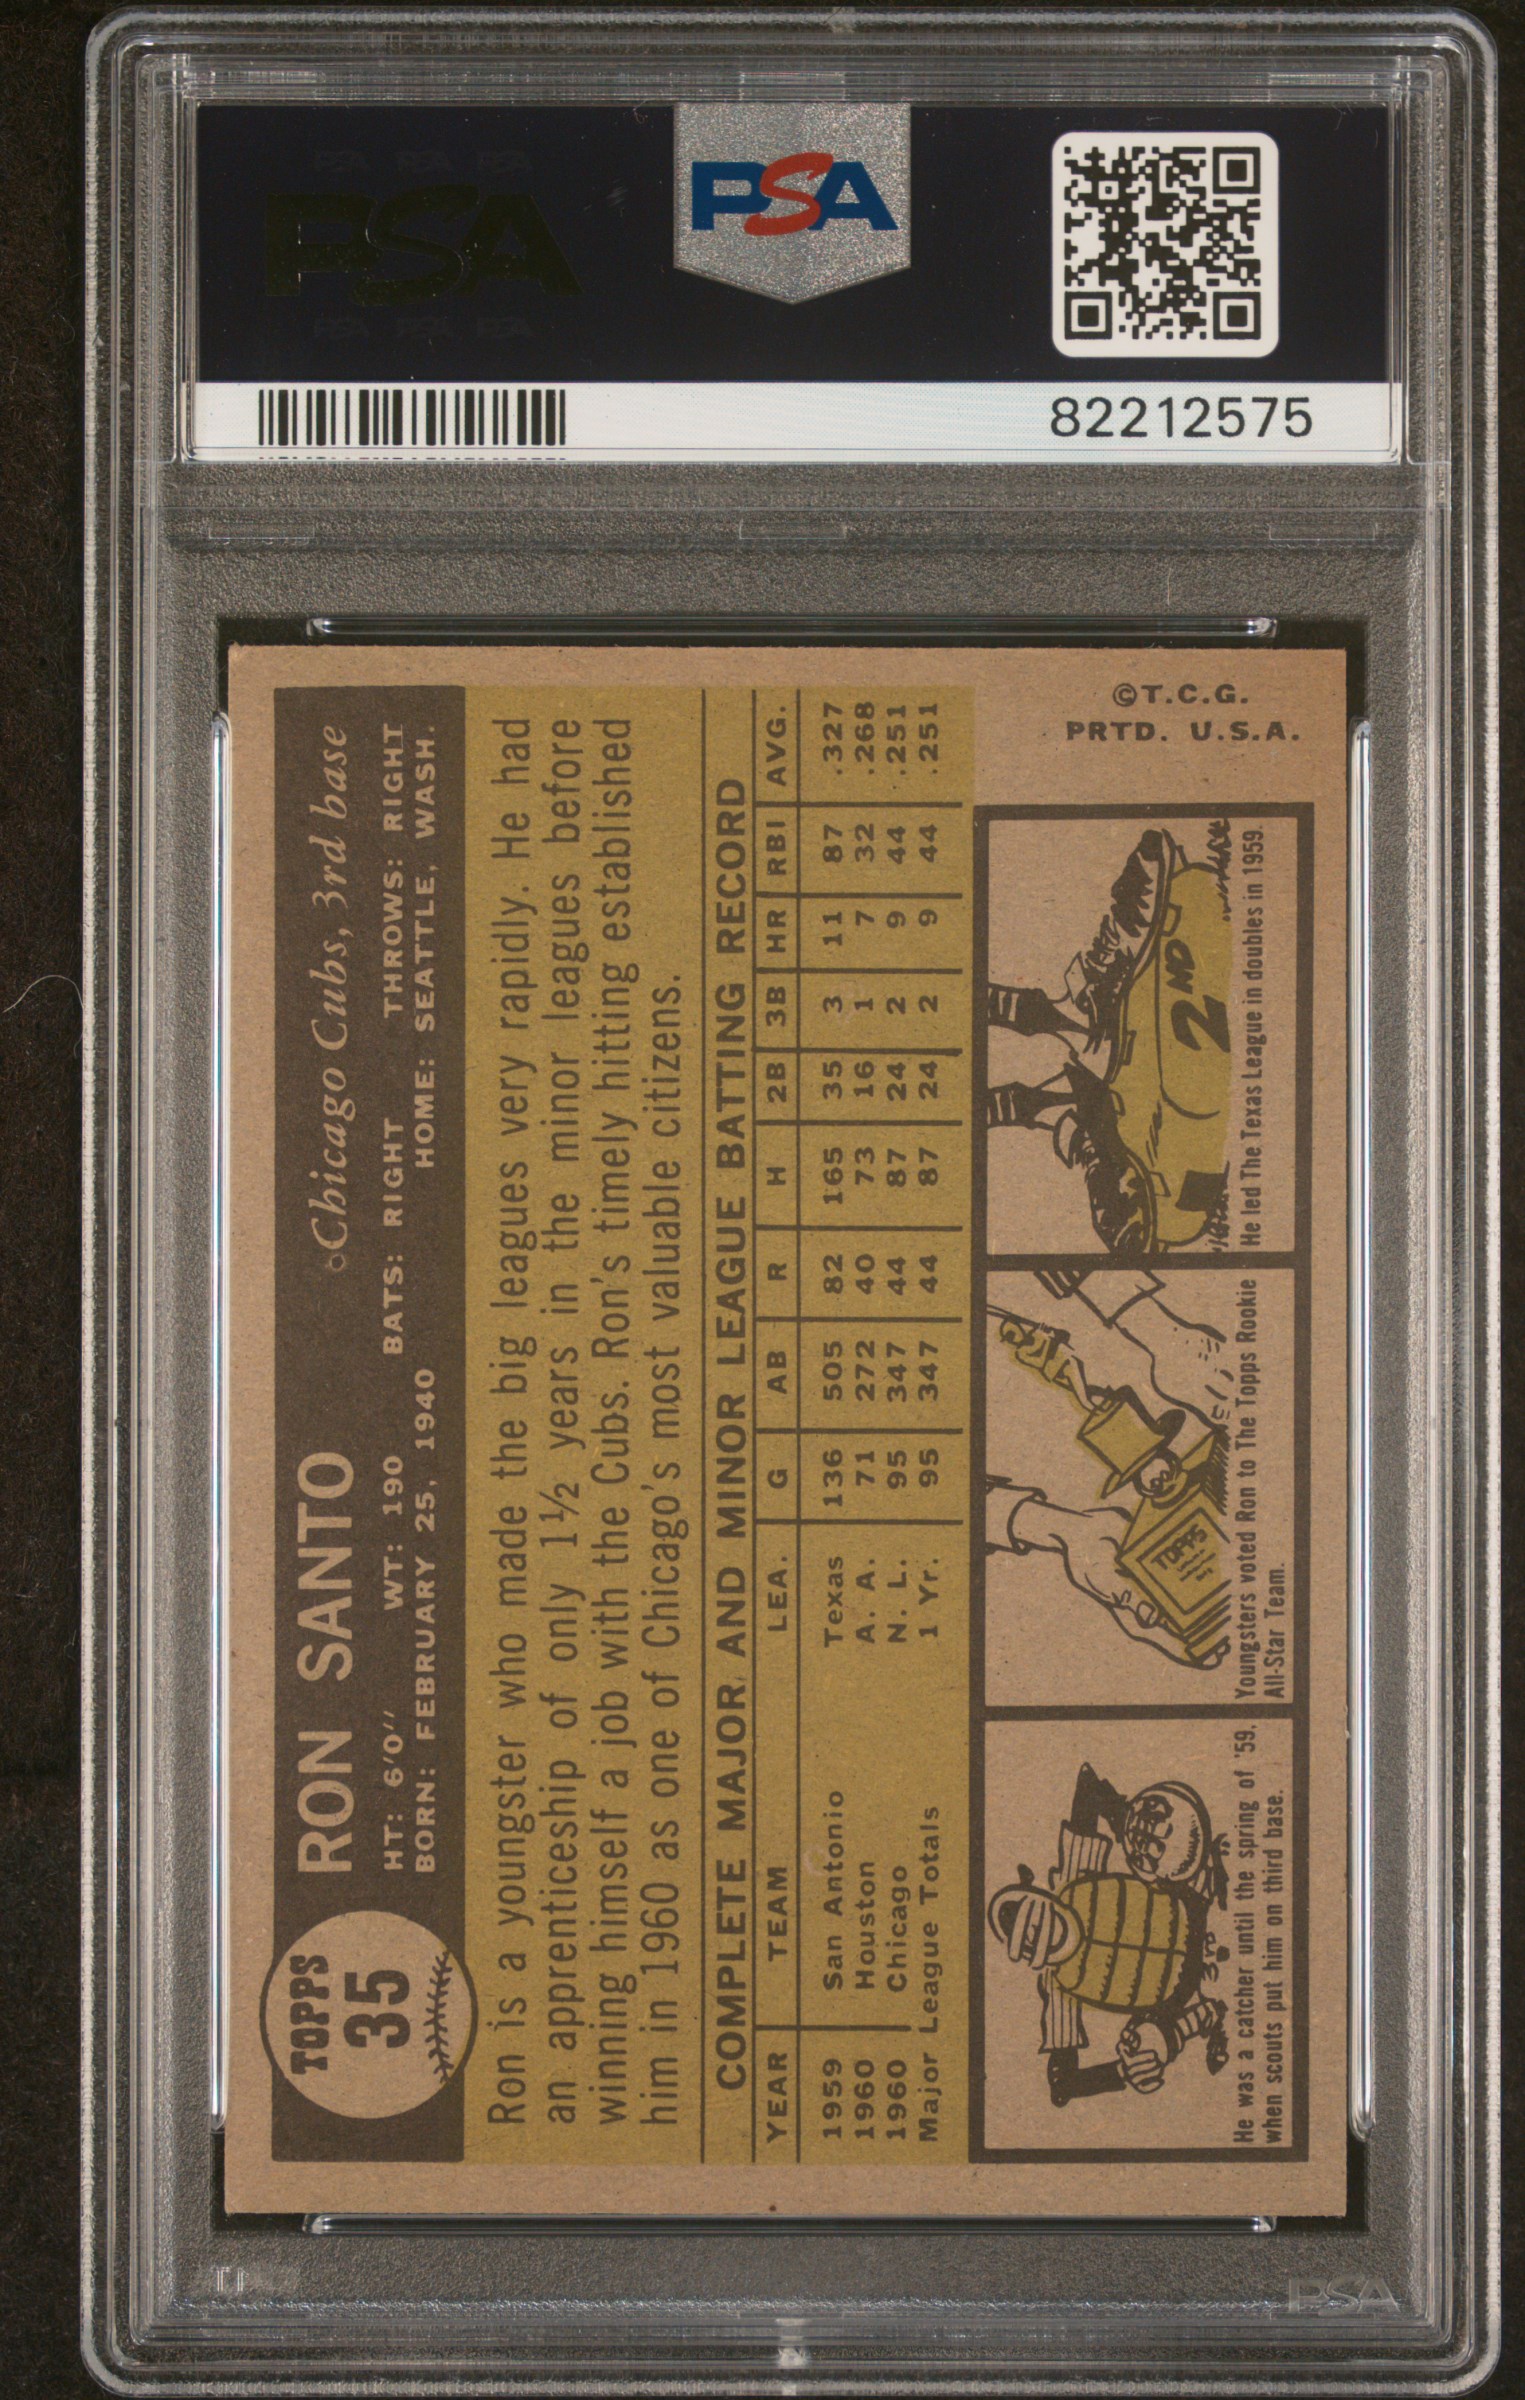 PSA
PSA
82212575
TOPPS
35
RON SANTO Chicago Cubs, 3rd base
HT: 6'0" WT: 190 BATS: RIGHT THROWS: RIGHT
BORN: FEBRUARY 25, 1940 HOME: SEATTLE, WASH.
Ron is a youngster who made the big leagues very rapidly. He had
an apprenticeship of only 1½ years in the minor leagues before
winning himself a job with the Cubs. Ron's timely hitting established
him in 1960 as one of Chicago's most valuable citizens.
COMPLETE MAJOR AND MINOR LEAGUE BATTING RECORD
YEAR TEAM LEA. G AB R H 2B 3B HR RBI AVG.
1959 San Antonio Texas 136 505 82 165 35 3 11 87 .327
1960 Houston A. A. 71 272 40 73 16 1 7 32 .268
1960 Chicago N. L. 95 347 44 87 24 2 9 44 .251
Major League Totals 1 Yr. 95 347 44 87 24 2 9 44 .251
3rd
He was a catcher until the spring of '59,
when scouts put him on third base.
TOPPS
Youngsters voted Ron to The Topps Rookie
All-Star Team.
2ND
He led The Texas League in doubles in 1959.
©T.C.G.
PRTD. U.S.A.
PSA